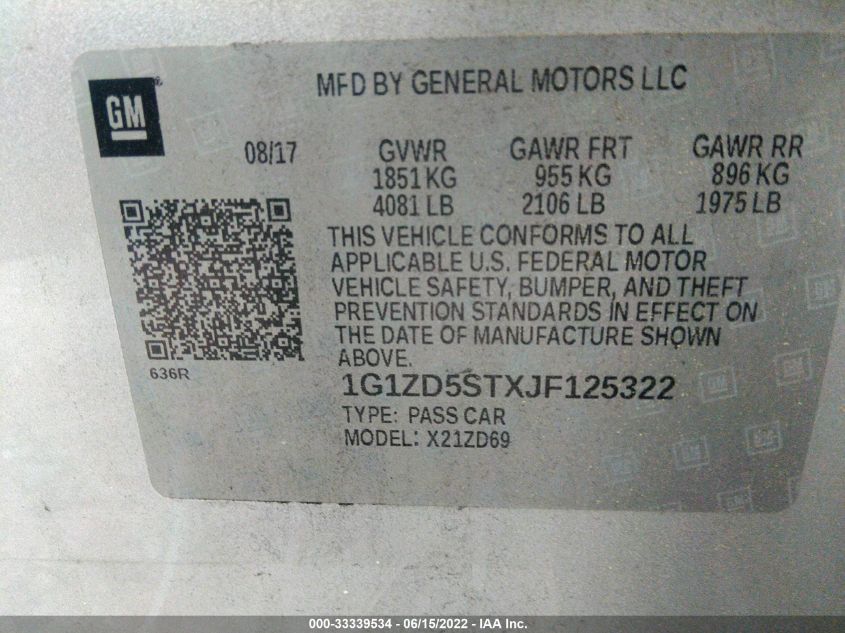 MFD BY GENERAL MOTORS LLC
GM®
08/17 GVWR GAWR FRT GAWR RR
1851 KG 955 KG 896 KG
4081 LB 2106 LB 1975 LB
THIS VEHICLE CONFORMS TO ALL
APPLICABLE U.S. FEDERAL MOTOR
VEHICLE SAFETY, BUMPER, AND THEFT
PREVENTION STANDARDS IN EFFECT ON
THE DATE OF MANUFACTURE SHOWN
ABOVE.
636R
1G1ZD5STXJF125322
TYPE: PASS CAR
MODEL: X21ZD69
000-33339534 - 06/15/2022 - IAA Inc.